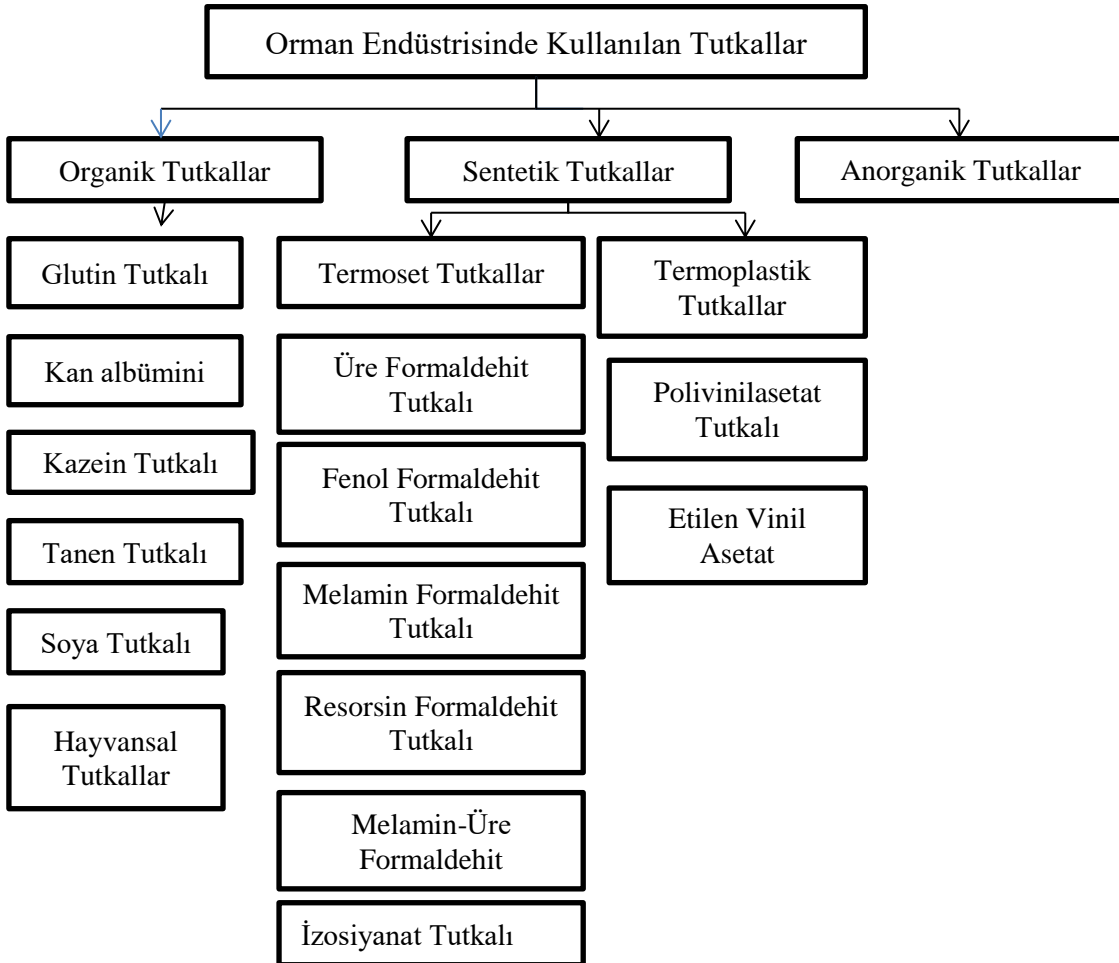 Orman Endüstrisinde Kullanılan Tutkallar
Organik Tutkallar
Sentetik Tutkallar
Anorganik Tutkallar
Glutin Tutkalı
Kan albümini
Kazein Tutkalı
Tanen Tutkalı
Soya Tutkalı
Hayvansal
Tutkallar
Termoset Tutkallar
Üre Formaldehit
Tutkalı
Fenol Formaldehit
Tutkalı
Melamin Formaldehit
Tutkalı
Resorsin Formaldehit
Tutkalı
Melamin-Üre
Formaldehit
İzosiyanat Tutkalı
Termoplastik
Tutkallar
Polivinilasetat
Tutkalı
Etilen Vinil
Asetat